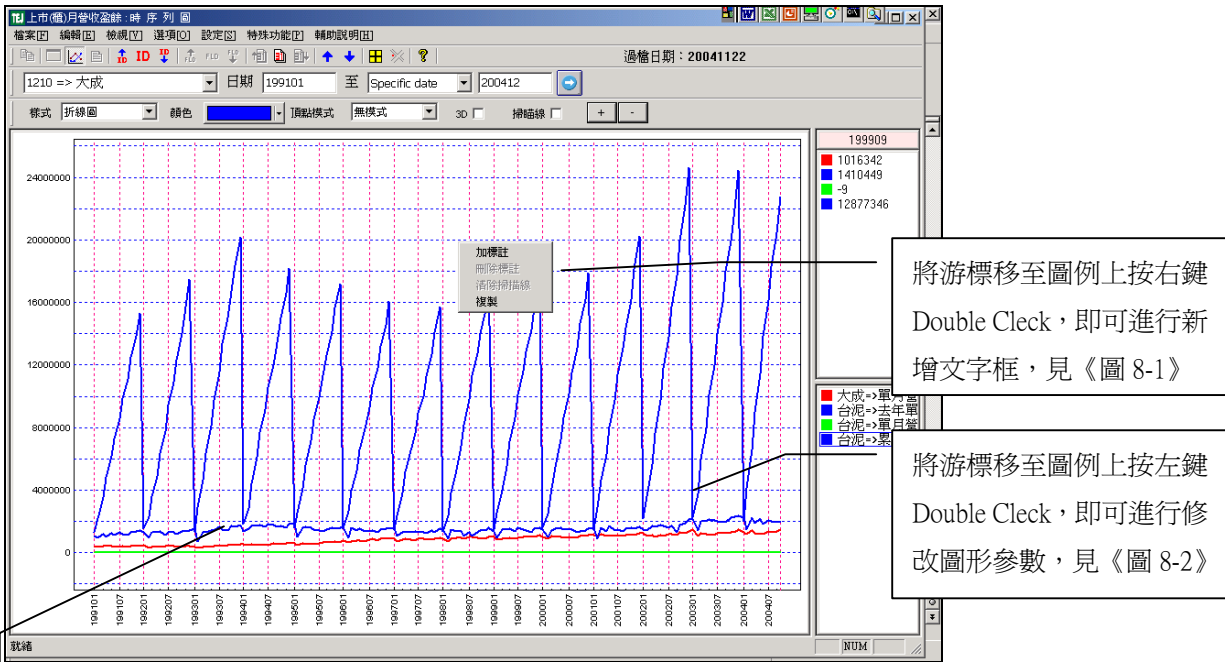 TEJ 上市(櫃)月營收盈餘 : 時 序 列 圖
檔案[F] 編輯[E] 檢視[V] 選項[O] 設定[S] 特殊功能[P] 輔助說明[H]
ID ID FLD 過檔日期：20041122
1210 => 大成 日期 199101 至 Specific date 200412
樣式 折線圖 顏色 頂點模式 無模式 3D 掃瞄線 + -
199909
1016342
1410449
-9
12877346
24000000
20000000
16000000
12000000
8000000
4000000
0
加標註
刪除標註
清除掃描線
複製
大成=>單月營
台泥=>去年單
台泥=>單月營
台泥=>累
199101 199107 199201 199207 199301 199307 199401 199407 199501 199507 199601 199607 199701 199707 199801 199807 199901 199907 200001 200007 200101 200107 200201 200207 200301 200307 200401 200407
就緒 NUM
將游標移至圖例上按右鍵
Double Cleck，即可進行新
增文字框，見《圖 8-1》
將游標移至圖例上按左鍵
Double Cleck，即可進行修
改圖形參數，見《圖 8-2》